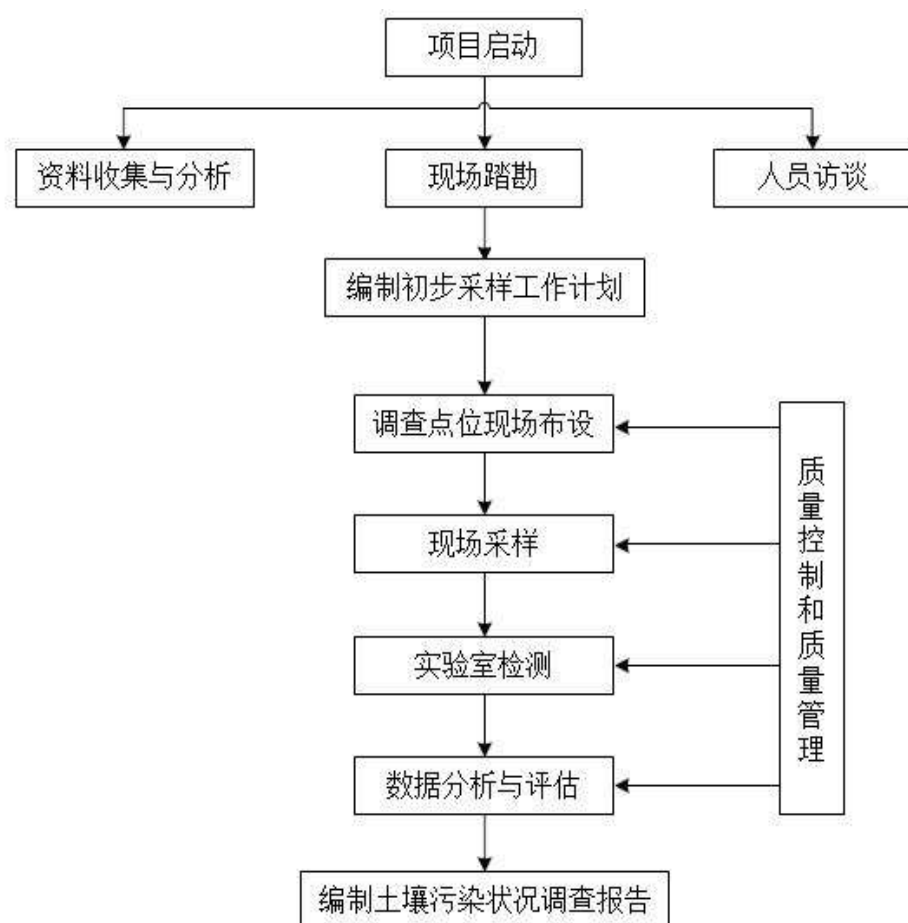 项目启动
资料收集与分析
现场踏勘
人员访谈
编制初步采样工作计划
调查点位现场布设
现场采样
实验室检测
数据分析与评估
编制土壤污染状况调查报告
质量控制和质量管理